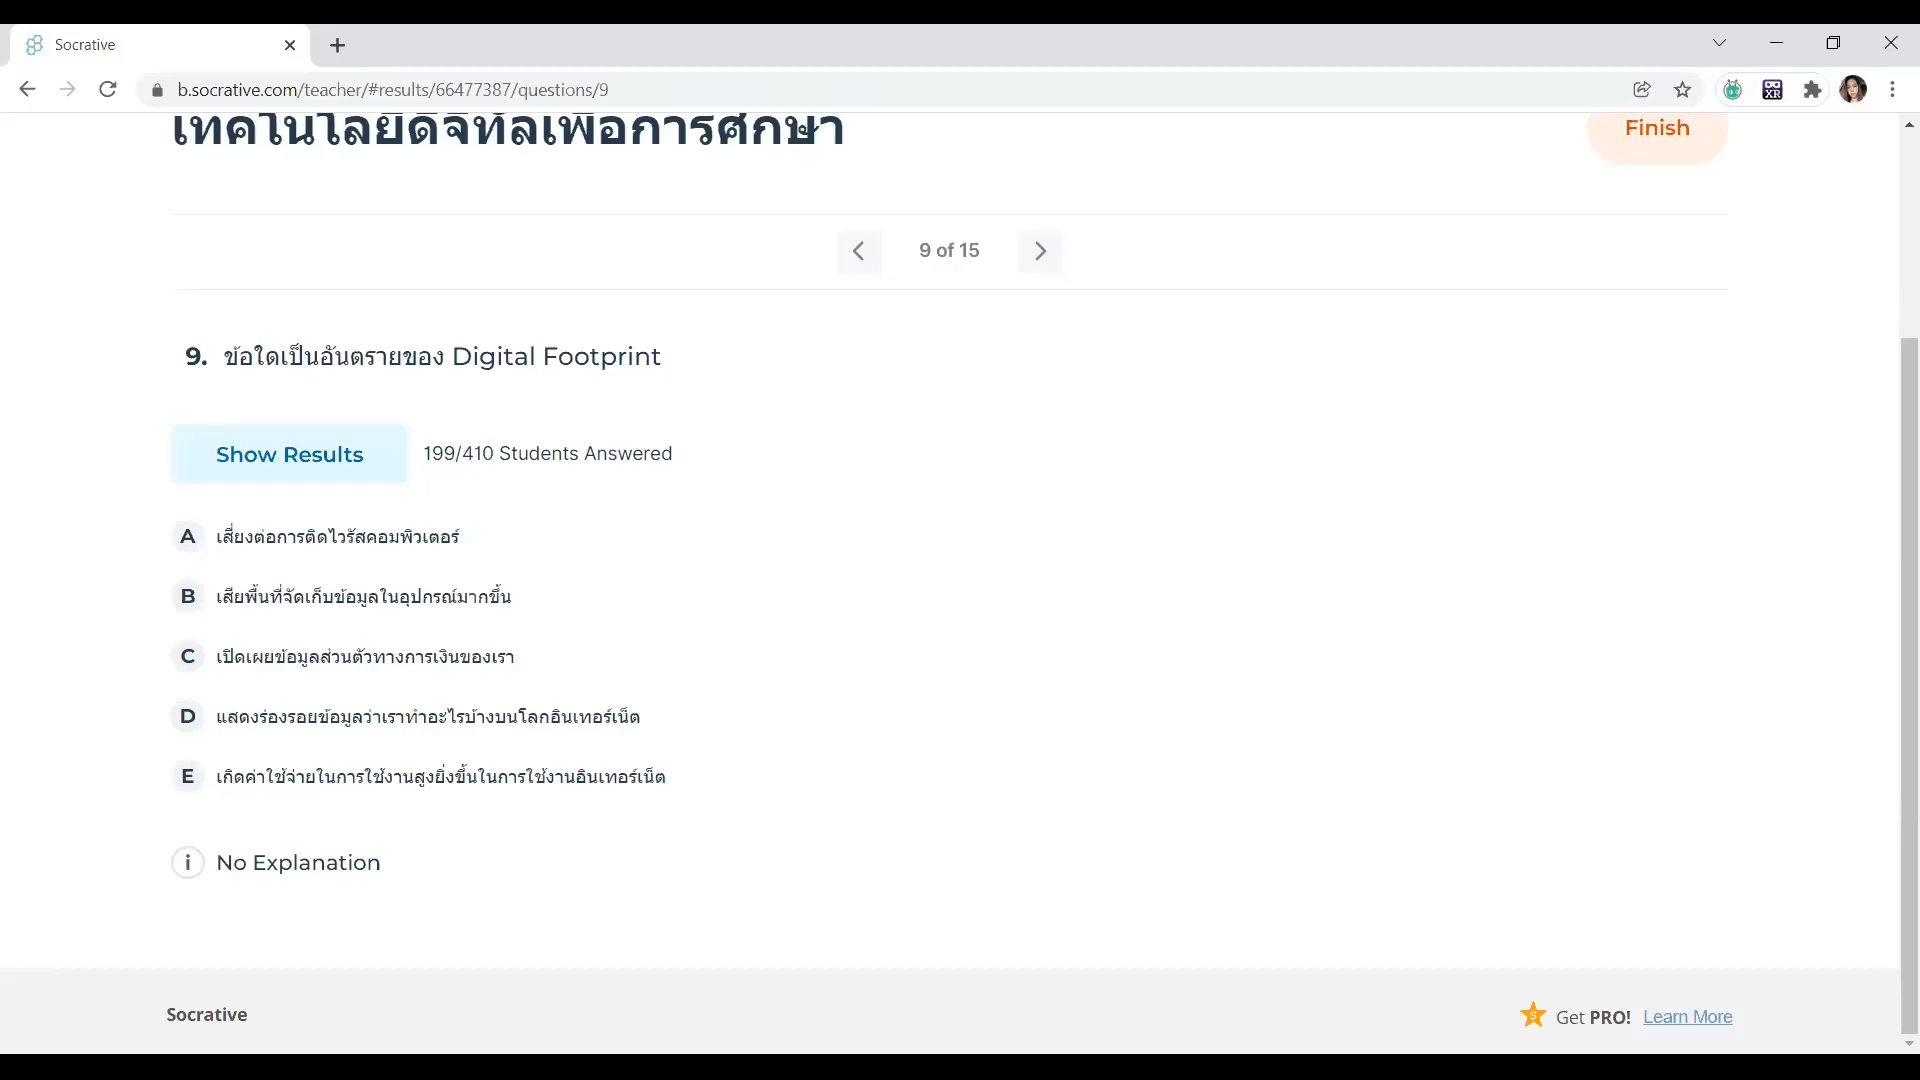 Socrative
b.socrative.com/teacher/#results/66477387/questions/9
เทคโนโลยีดิจิทัลเพื่อการศึกษา
Finish
9 of 15
9. ข้อใดเป็นอันตรายของ Digital Footprint
Show Results
199/410 Students Answered
A เสี่ยงต่อการติดไวรัสคอมพิวเตอร์
B เสียพื้นที่จัดเก็บข้อมูลในอุปกรณ์มากขึ้น
C เปิดเผยข้อมูลส่วนตัวทางการเงินของเรา
D แสดงร่องรอยข้อมูลว่าเราทำอะไรบ้างบนโลกอินเทอร์เน็ต
E เกิดค่าใช้จ่ายในการใช้งานสูงยิ่งขึ้นในการใช้งานอินเทอร์เน็ต
i No Explanation
Socrative
Get PRO! Learn More